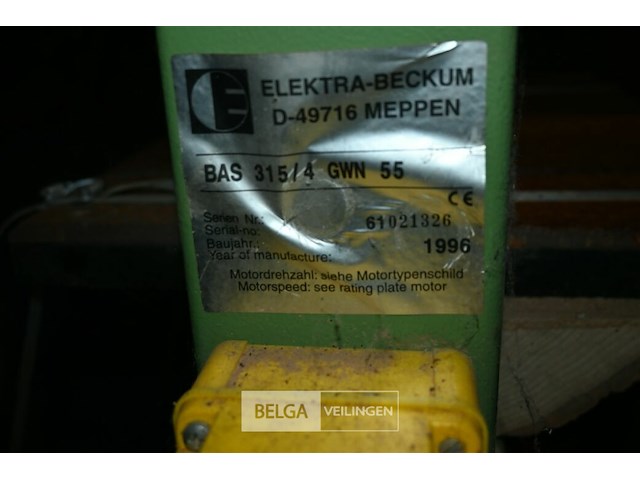 E ELEKTRA-BECKUM
D-49716 MEPPEN
BAS 315/4 GWN 55
CE
Serien Nr.:
Serial-no: 61021326
Baujahr: 1996
Year of manufacture:
Motordrehzahl: siehe Motortypenschild
Motorspeed: see rating plate motor
BELGA VEILINGEN